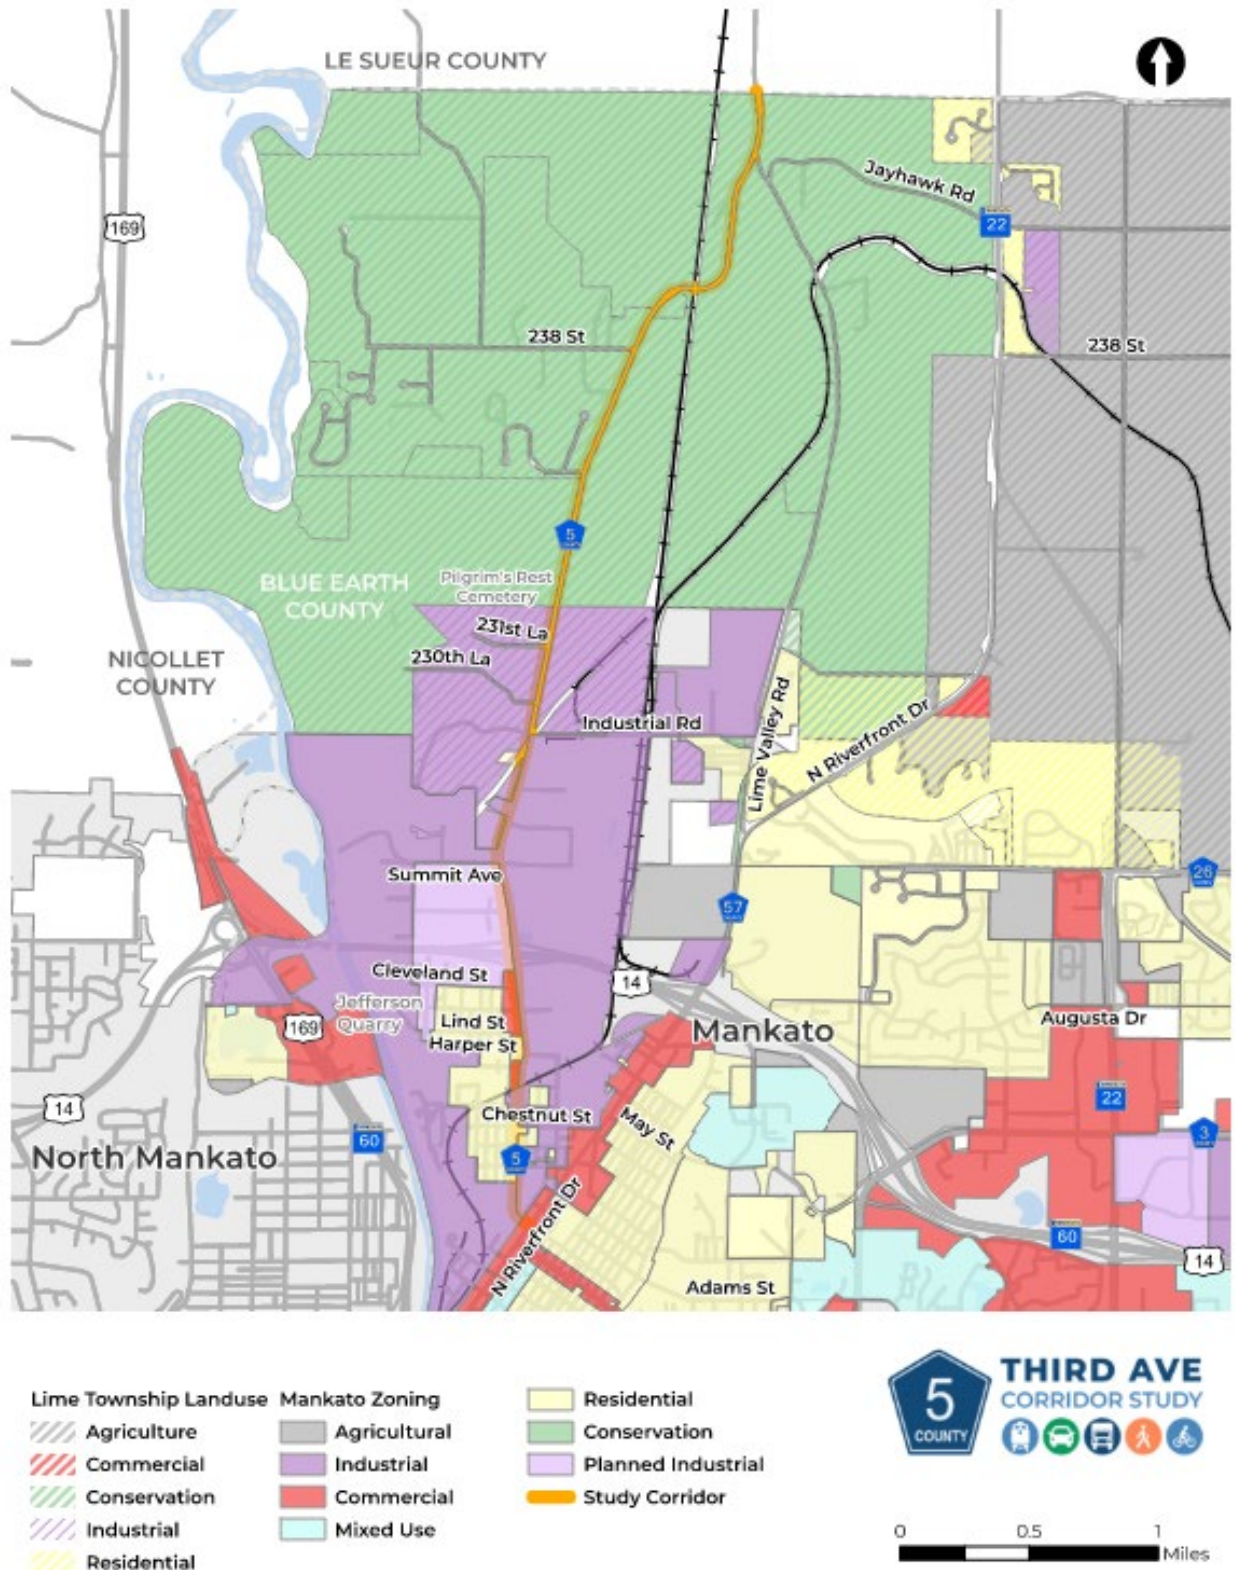 LE SUEUR COUNTY
Jayhawk Rd
169
22
238 St
238 St
5
Pilgrim's Rest
Cemetery
BLUE EARTH
COUNTY
231st La
230th La
NICOLLET
COUNTY
Industrial Rd
Lime Valley Rd
N Riverfront Dr
Summit Ave
26
57
Cleveland St
14
Jefferson
Quarry
169
Lind St
Harper St
Mankato
Augusta Dr
14
22
Chestnut St
May St
60
3
North Mankato
5
N Riverfront Dr
60
14
Adams St
Lime Township Landuse
Agriculture
Commercial
Conservation
Industrial
Residential
Mankato Zoning
Agricultural
Industrial
Commercial
Mixed Use
Residential
Conservation
Planned Industrial
Study Corridor
5
COUNTY
THIRD AVE
CORRIDOR STUDY
0 0.5 1
Miles